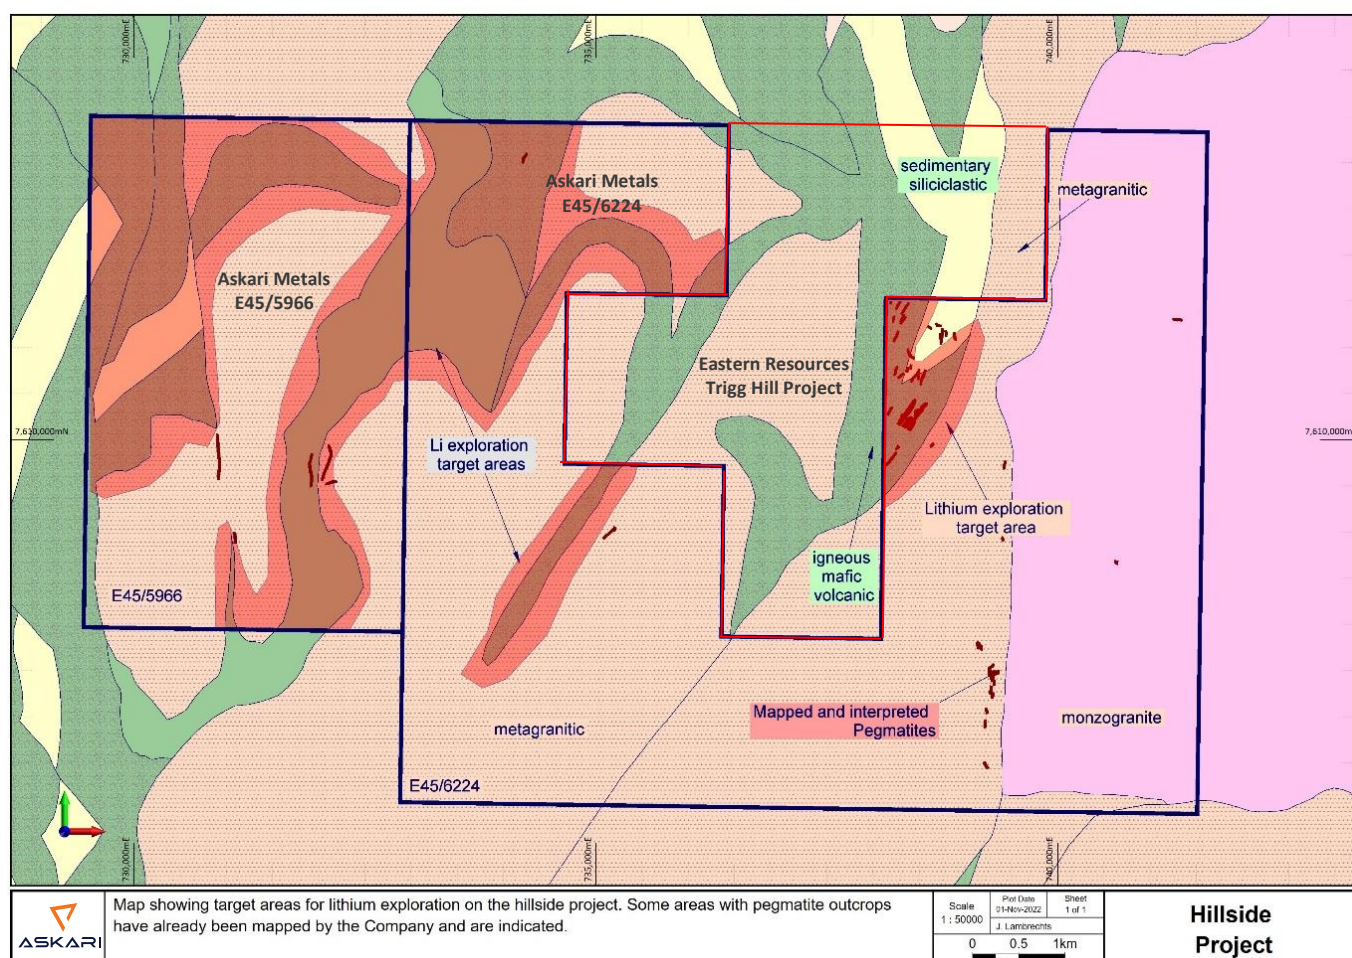 730,000mE
735,000mE
740,000mE
sedimentary
siliciclastic
metagranitic
Askari Metals
E45/6224
Askari Metals
E45/5966
Eastern Resources
Trigg Hill Project
7,610,000mN
7,610,000mN
Li exploration
target areas
Lithium exploration
target area
igneous
mafic
volcanic
E45/5966
Mapped and interpreted
Pegmatites
monzogranite
metagranitic
E45/6224
730,000mE
735,000mE
740,000mE
ASKARI
Map showing target areas for lithium exploration on the hillside project. Some areas with pegmatite outcrops
have already been mapped by the Company and are indicated.
Scale
1 : 50000
Plot Date
01-Nov-2022
Sheet
1 of 1
J. Lambrechts
0 0.5 1km
Hillside
Project